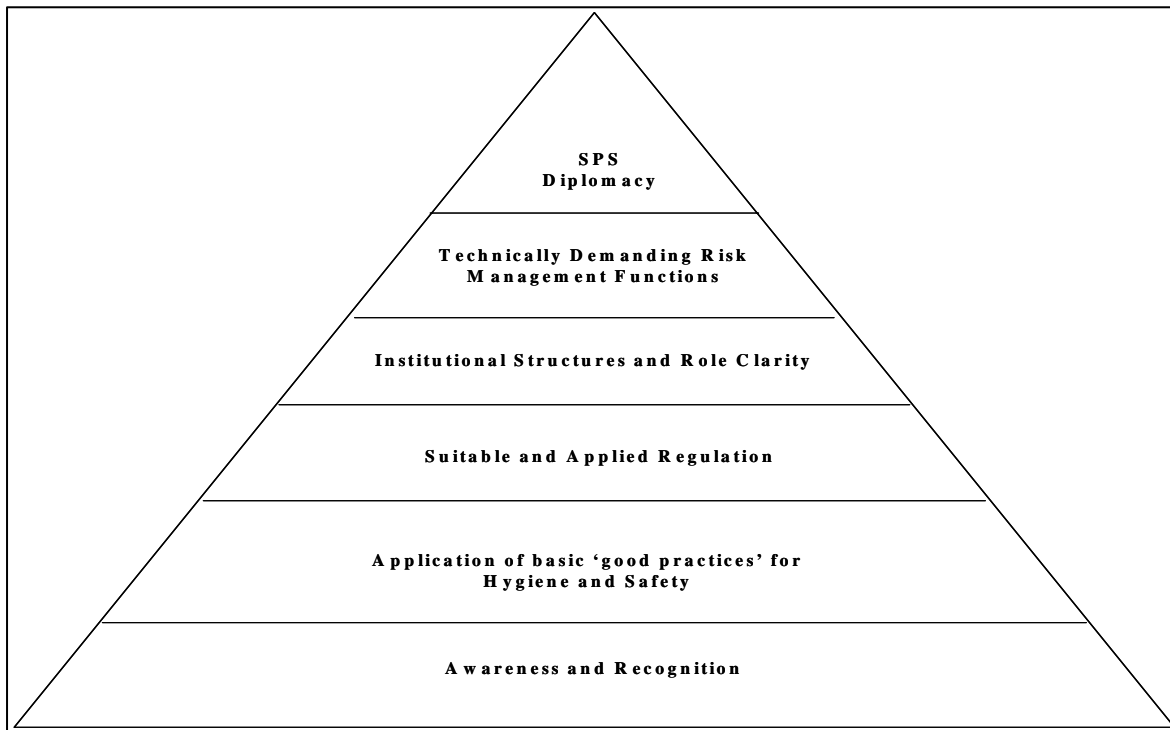 SPS
Diplomacy
Technically Demanding Risk
Management Functions
Institutional Structures and Role Clarity
Suitable and Applied Regulation
Application of basic ‘good practices’ for
Hygiene and Safety
Awareness and Recognition